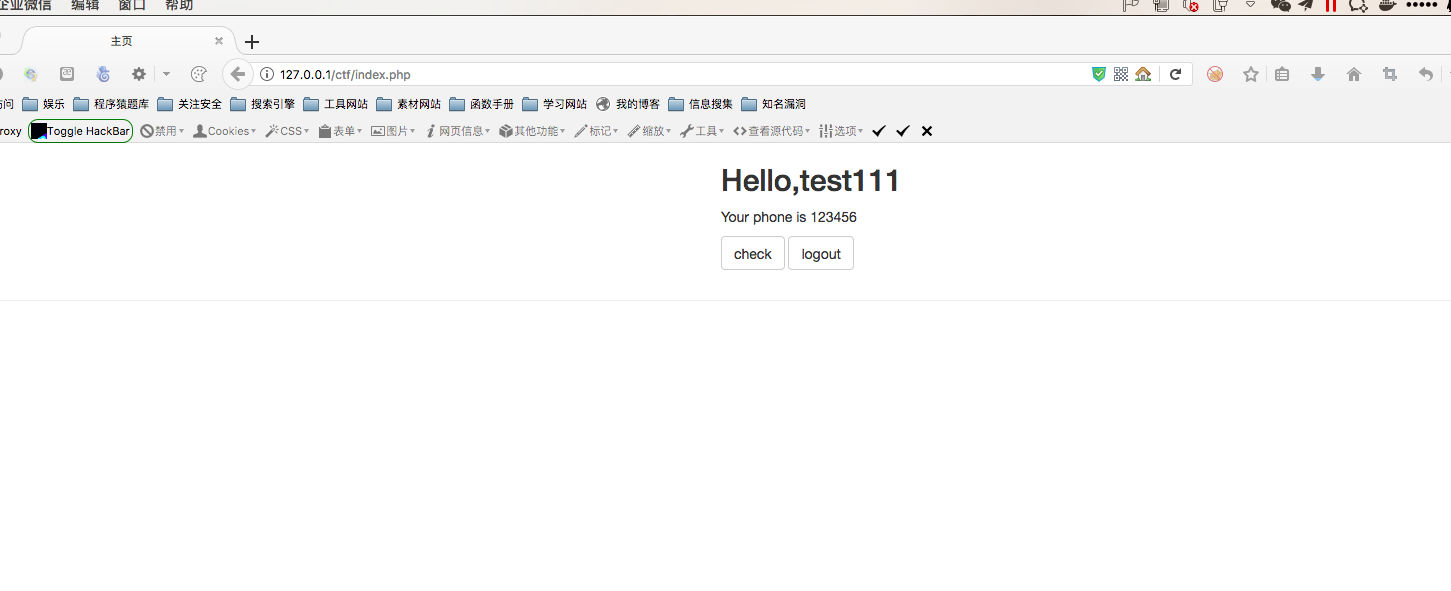 企业微信 编辑 窗口 帮助
主页
127.0.0.1/ctf/index.php
访问 娱乐 程序猿题库 关注安全 搜索引擎 工具网站 素材网站 函数手册 学习网站 我的博客 信息搜集 知名漏洞
roxy Toggle HackBar 禁用 Cookies CSS 表单 图片 网页信息 其他功能 标记 缩放 工具 查看源代码 选项
Hello,test111
Your phone is 123456
check logout